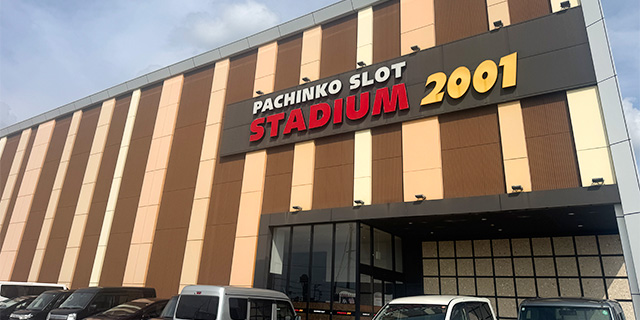 PACHINKO SLOT
STADIUM 2001